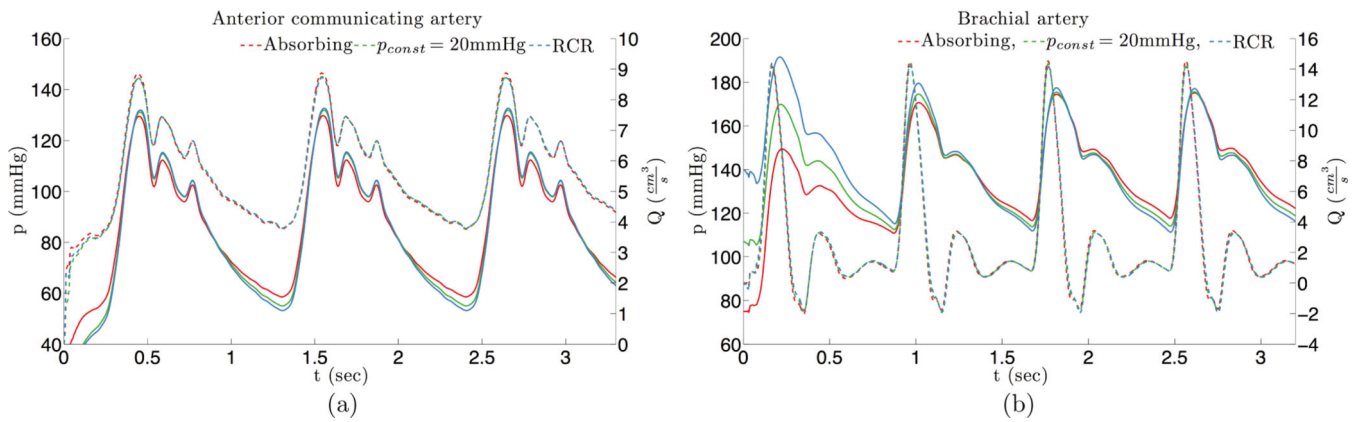 Anterior communicating artery
Absorbing p_const = 20mmHg RCR
160
140
120
100
80
60
40
p (mmHg)
10
9
8
7
6
5
4
3
2
1
0
Q (cm³/s)
0 0.5 1 1.5 2 2.5 3
t (sec)
(a)
Brachial artery
Absorbing, p_const = 20mmHg, RCR
200
180
160
140
120
100
80
60
p (mmHg)
16
14
12
10
8
6
4
2
0
−2
−4
Q (cm³/s)
0 0.5 1 1.5 2 2.5 3
t (sec)
(b)